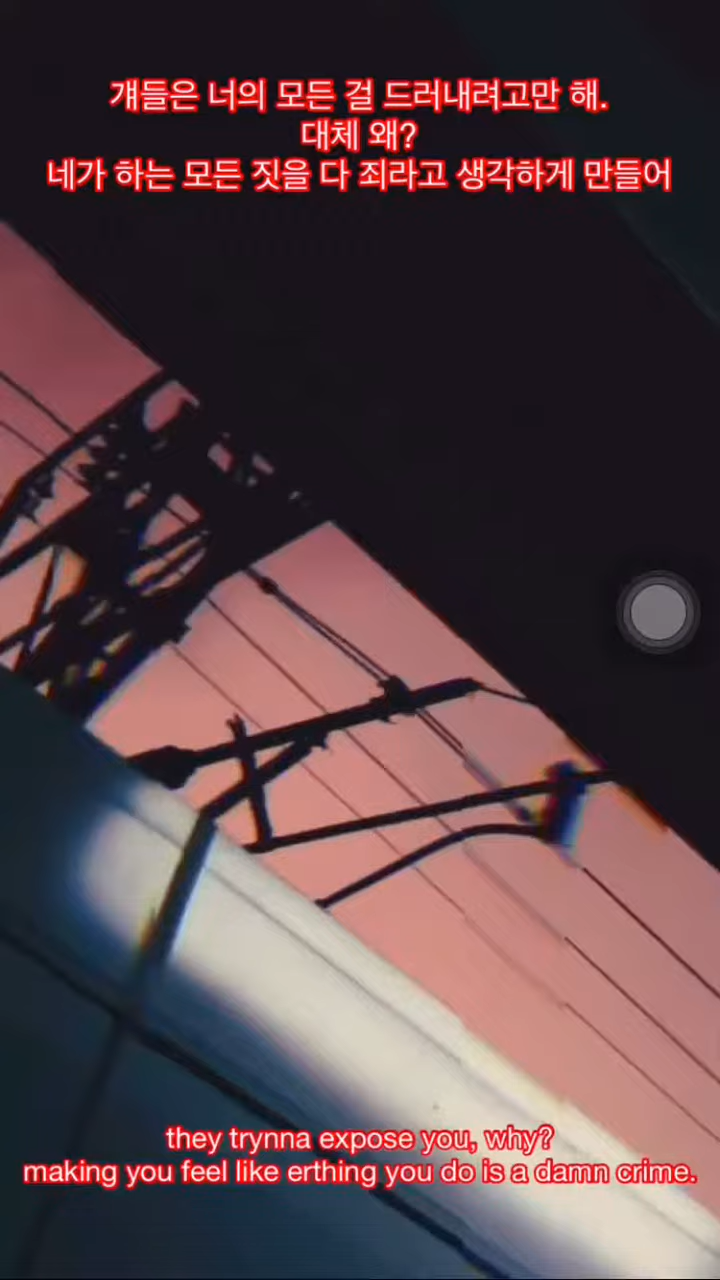 걔들은 너의 모든 걸 드러내려고만 해.
대체 왜?
네가 하는 모든 짓을 다 죄라고 생각하게 만들어
they trynna expose you, why?
making you feel like erthing you do is a damn crime.